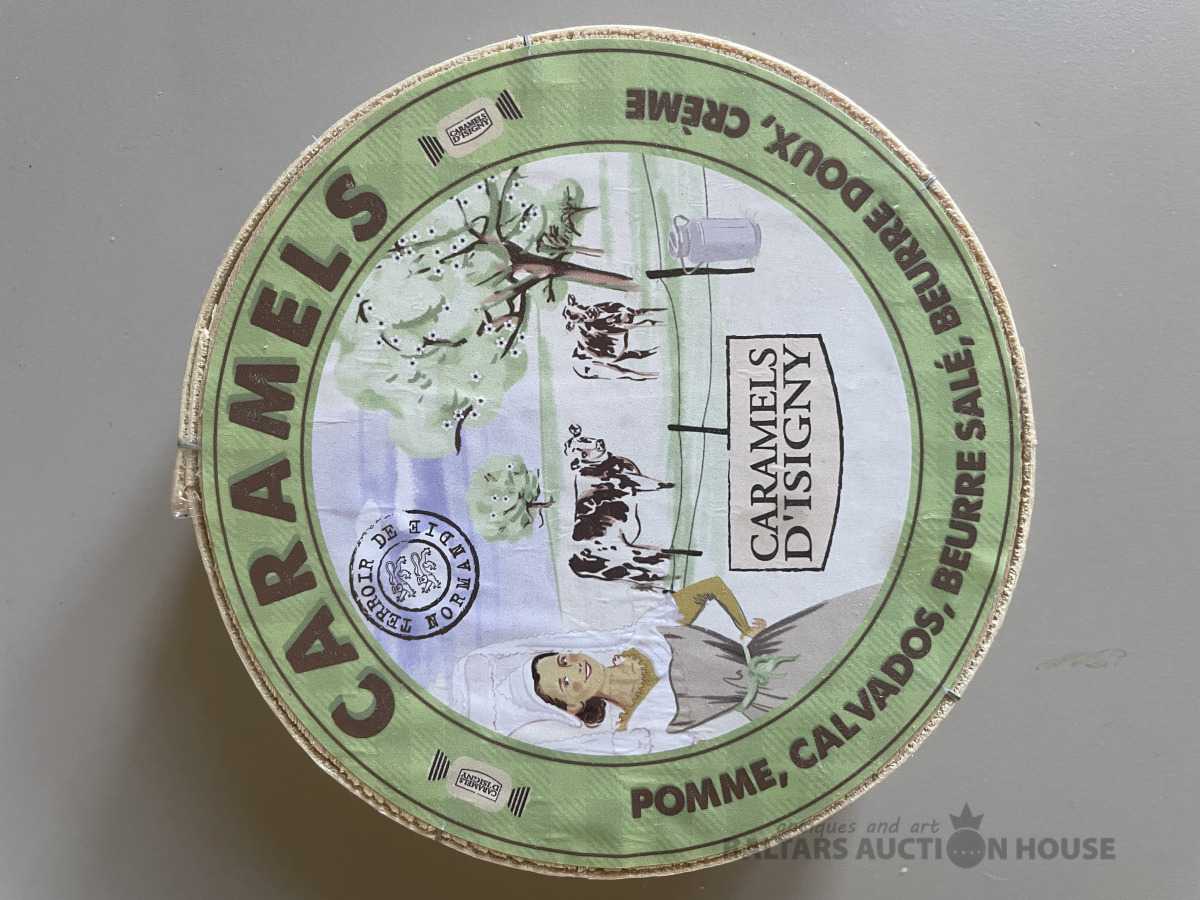 CARAMELS
CARAMELS
D'ISIGNY
CARAMELS
D'ISIGNY
TERROIR DE NORMANDIE
CARAMELS
D'ISIGNY
POMME, CALVADOS, BEURRE SALÉ, BEURRE DOUX, CRÈME
antiques and art
BALTARS AUCTION HOUSE